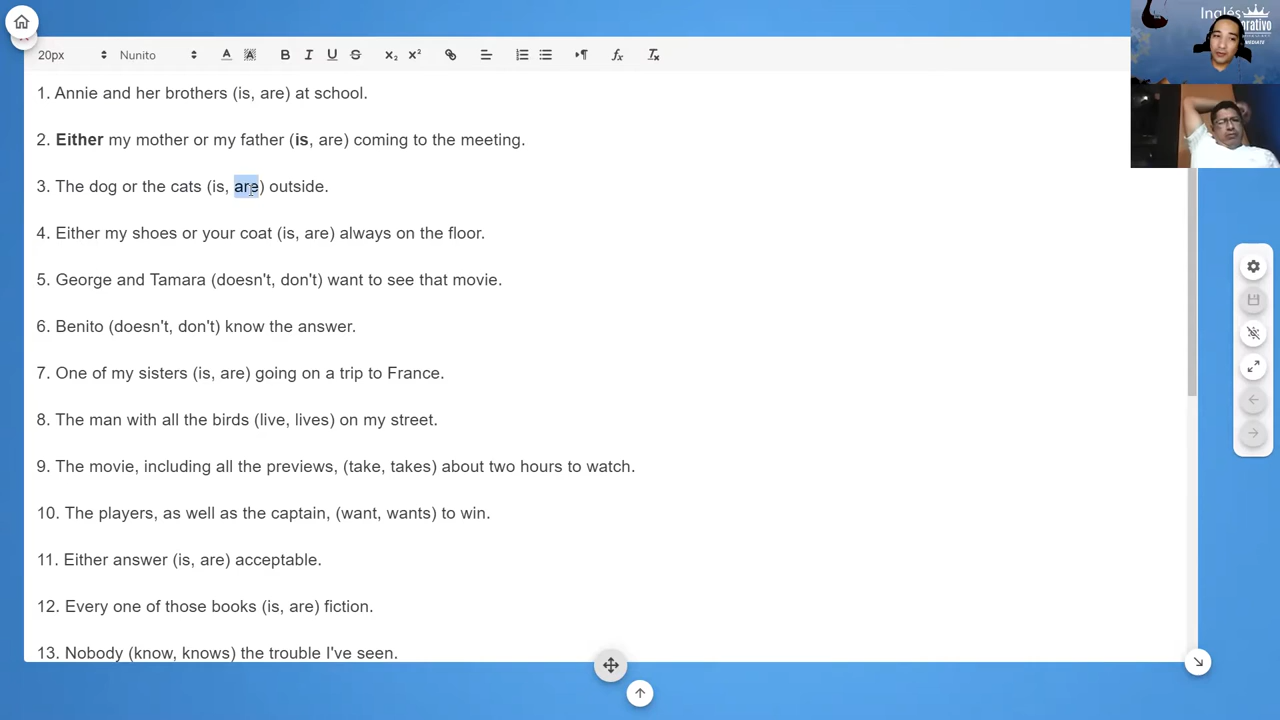 Inglés
rativo
MEDIATE
20px Nunito
1. Annie and her brothers (is, are) at school.
2. Either my mother or my father (is, are) coming to the meeting.
3. The dog or the cats (is, are) outside.
4. Either my shoes or your coat (is, are) always on the floor.
5. George and Tamara (doesn't, don't) want to see that movie.
6. Benito (doesn't, don't) know the answer.
7. One of my sisters (is, are) going on a trip to France.
8. The man with all the birds (live, lives) on my street.
9. The movie, including all the previews, (take, takes) about two hours to watch.
10. The players, as well as the captain, (want, wants) to win.
11. Either answer (is, are) acceptable.
12. Every one of those books (is, are) fiction.
13. Nobody (know, knows) the trouble I've seen.